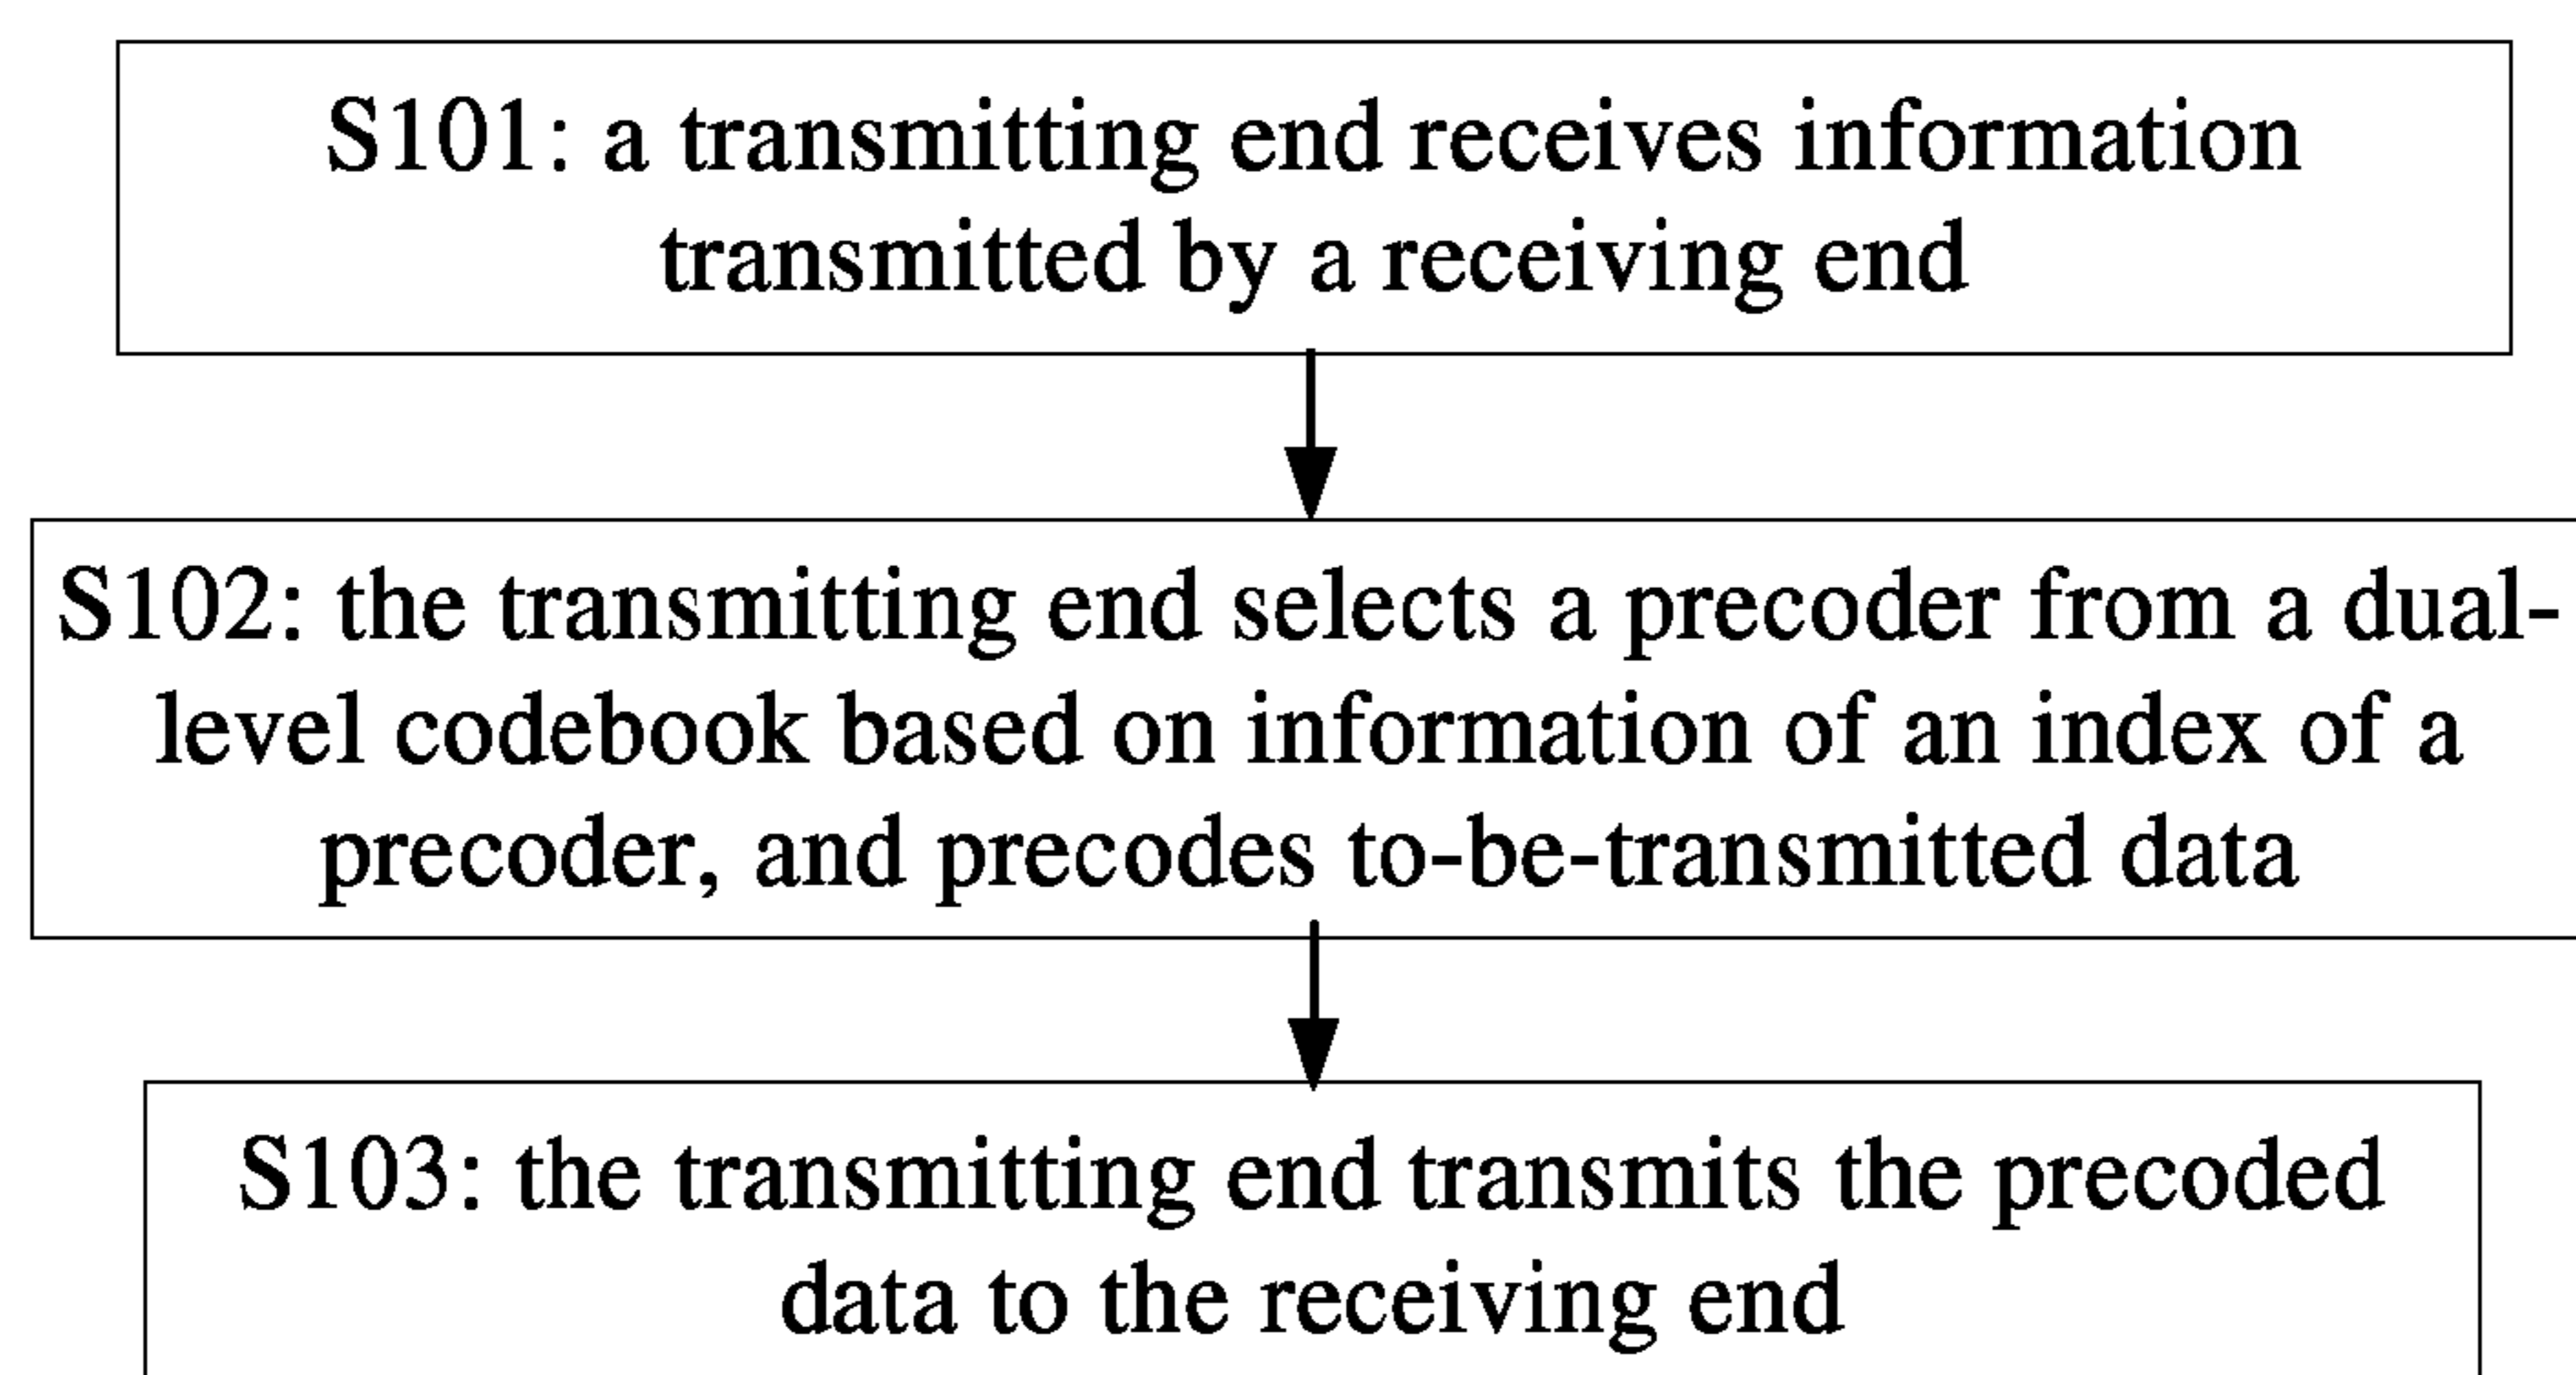 S101: a transmitting end receives information
transmitted by a receiving end
S102: the transmitting end selects a precoder from a dual-
level codebook based on information of an index of a
precoder, and precodes to-be-transmitted data
S103: the transmitting end transmits the precoded
data to the receiving end